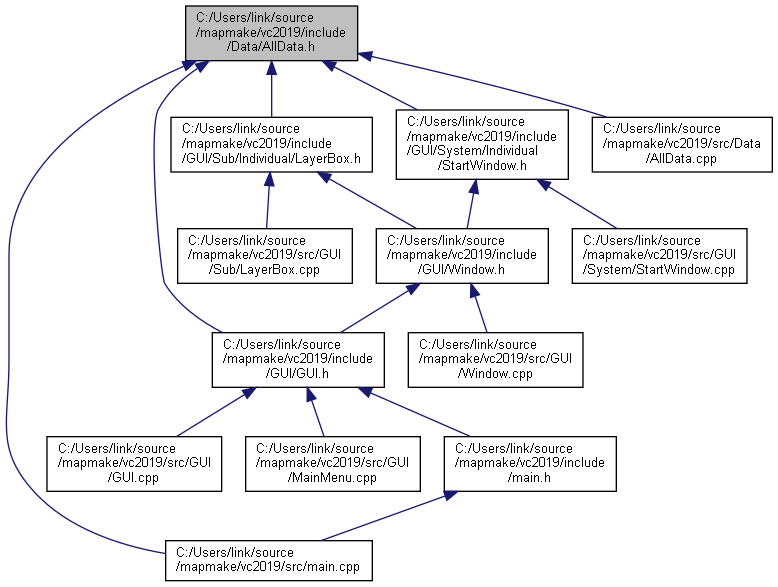 C:/Users/link/source
/mapmake/vc2019/include
/Data/AllData.h
C:/Users/link/source
/mapmake/vc2019/include
/GUI/Sub/Individual/LayerBox.h
C:/Users/link/source
/mapmake/vc2019/include
/GUI/System/Individual
/StartWindow.h
C:/Users/link/source
/mapmake/vc2019/src/Data
/AllData.cpp
C:/Users/link/source
/mapmake/vc2019/src/GUI
/Sub/LayerBox.cpp
C:/Users/link/source
/mapmake/vc2019/include
/GUI/Window.h
C:/Users/link/source
/mapmake/vc2019/src/GUI
/System/StartWindow.cpp
C:/Users/link/source
/mapmake/vc2019/include
/GUI/GUI.h
C:/Users/link/source
/mapmake/vc2019/src/GUI
/Window.cpp
C:/Users/link/source
/mapmake/vc2019/src/GUI
/GUI.cpp
C:/Users/link/source
/mapmake/vc2019/src/GUI
/MainMenu.cpp
C:/Users/link/source
/mapmake/vc2019/include
/main.h
C:/Users/link/source
/mapmake/vc2019/src/main.cpp